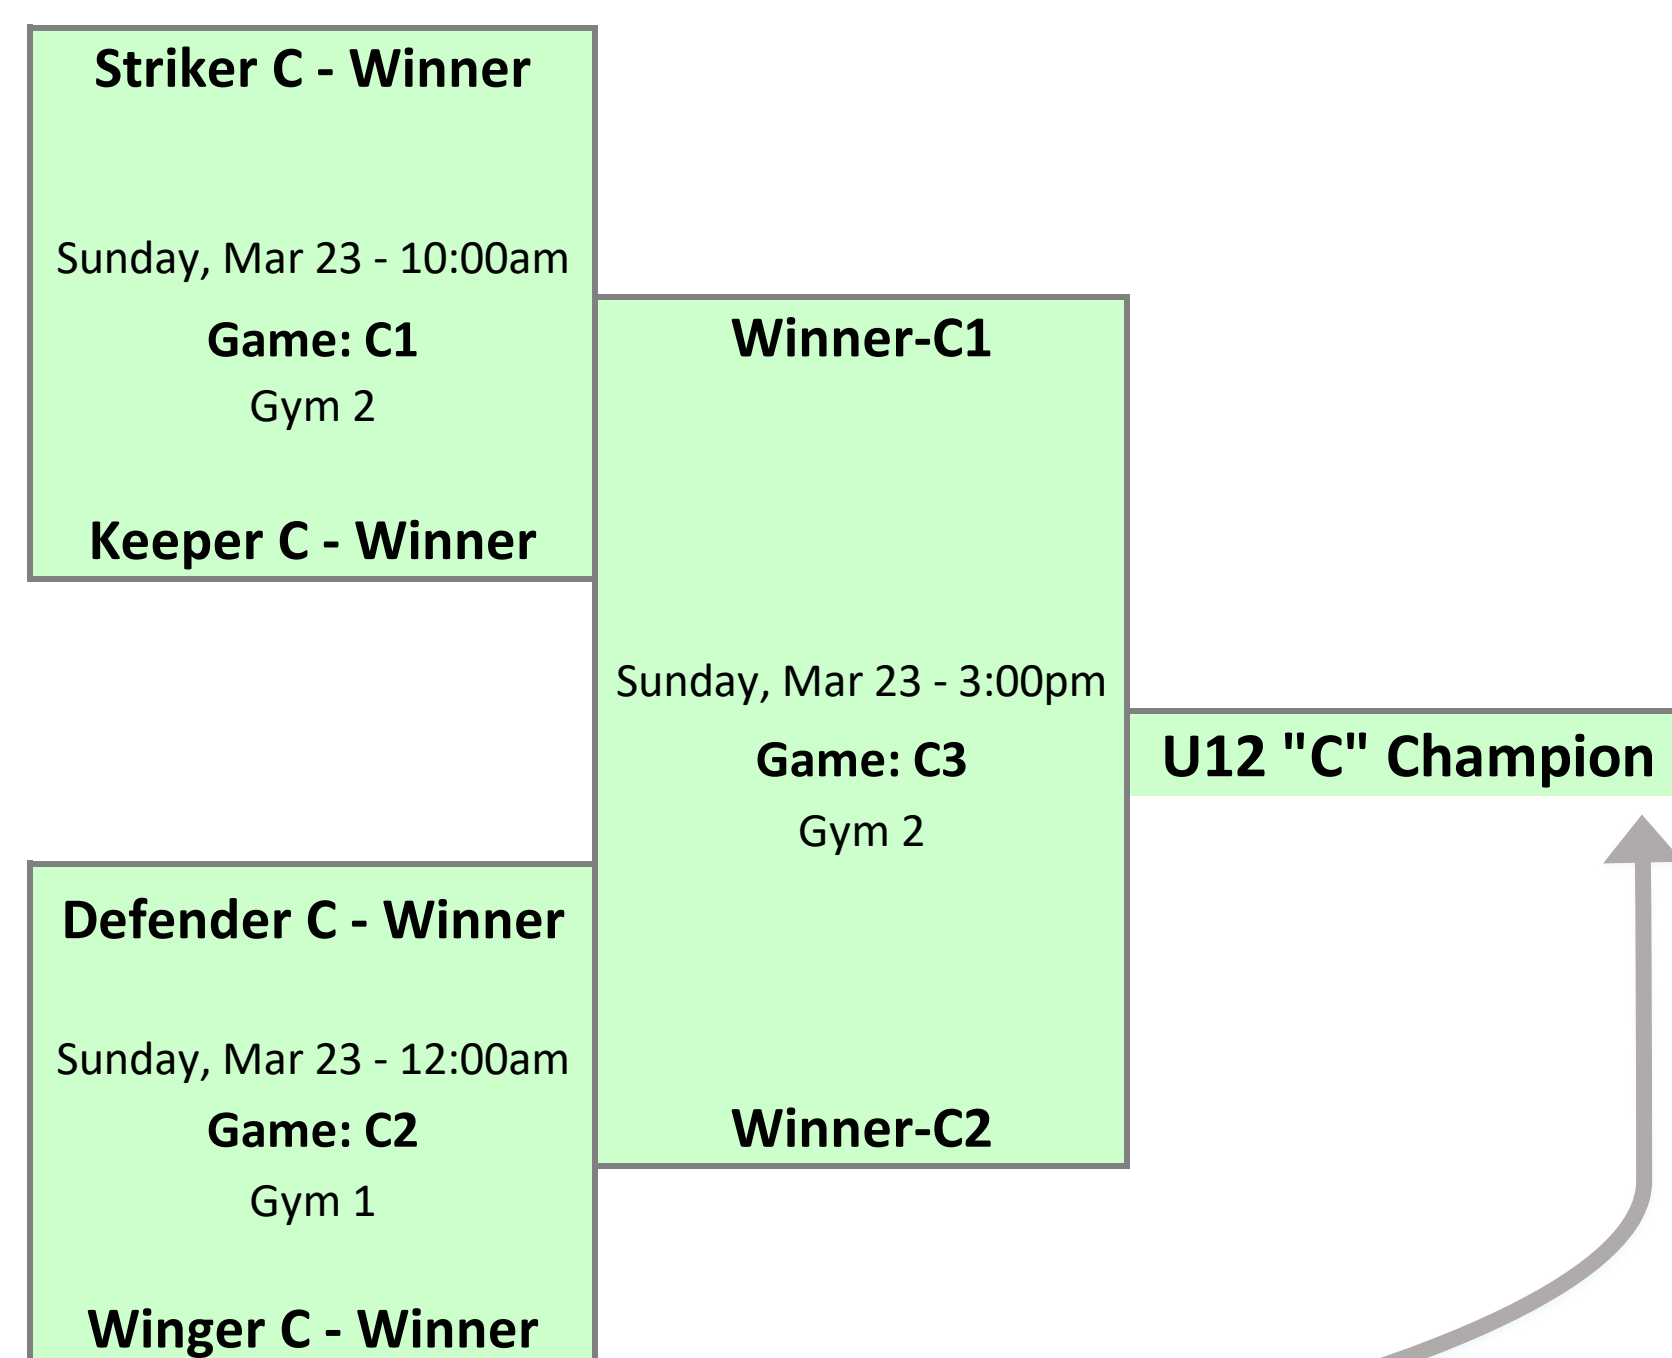 Striker C - Winner
Sunday, Mar 23 - 10:00am
Game: C1
Gym 2
Keeper C - Winner
Winner-C1
Sunday, Mar 23 - 3:00pm
Game: C3
Gym 2
Winner-C2
U12 "C" Champion
Defender C - Winner
Sunday, Mar 23 - 12:00am
Game: C2
Gym 1
Winger C - Winner